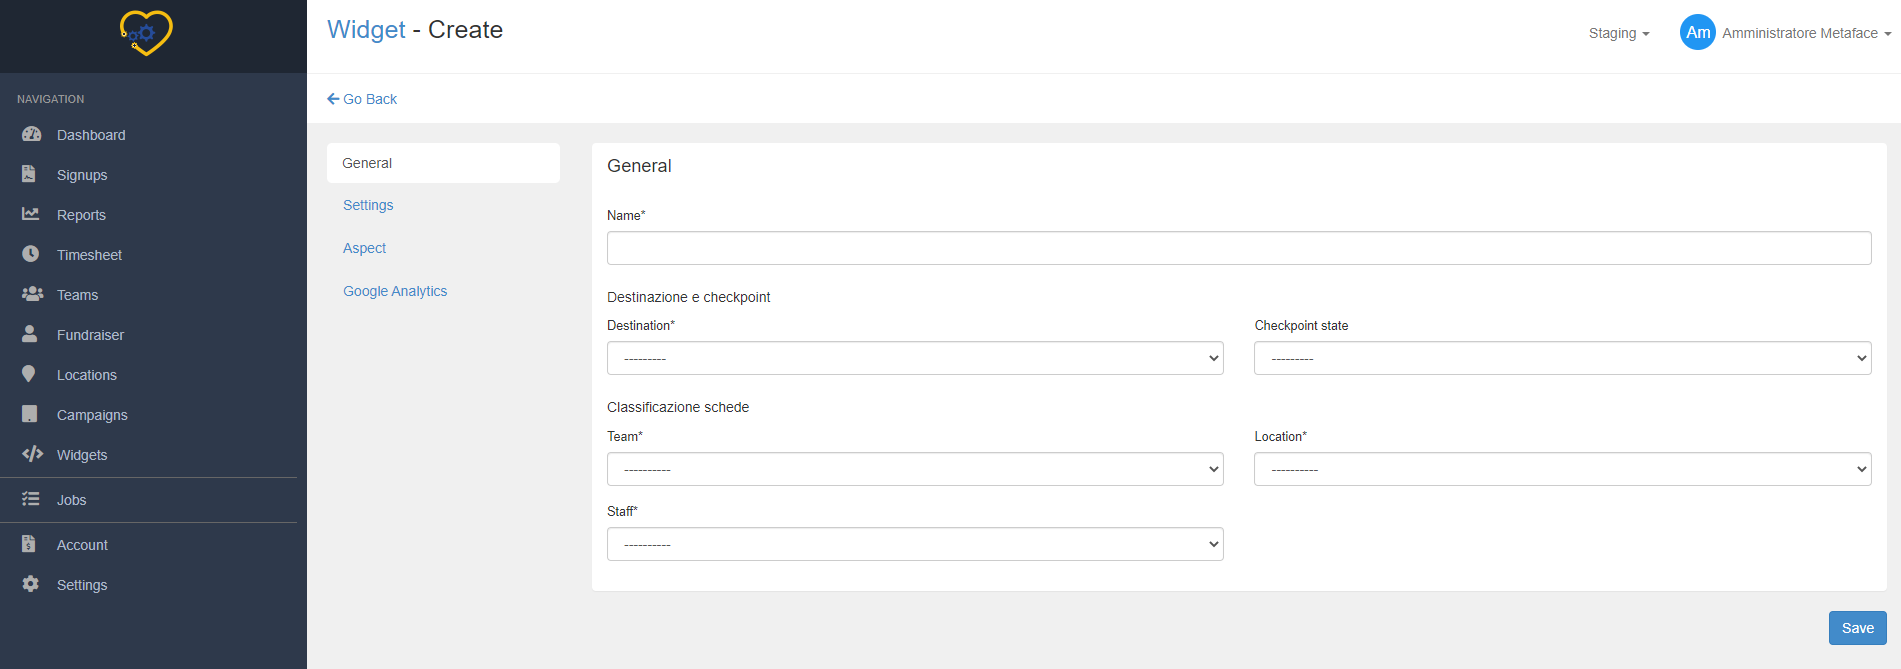 Widget - Create
Staging
Am
Amministratore Metaface
NAVIGATION
Dashboard
Signups
Reports
Timesheet
Teams
Fundraiser
Locations
Campaigns
Widgets
Jobs
Account
Settings
Go Back
General
Settings
Aspect
Google Analytics
General
Name*
Destinazione e checkpoint
Destination*
Checkpoint state
---------
---------
Classificazione schede
Team*
Location*
----------
----------
Staff*
----------
Save